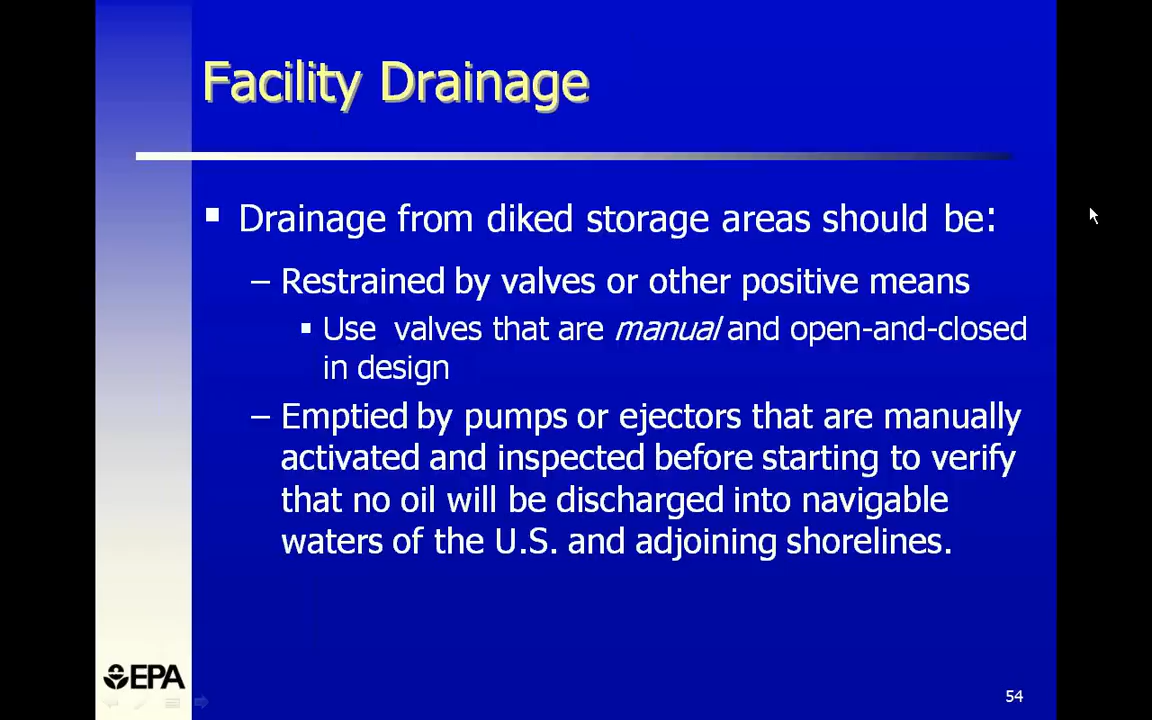 Facility Drainage
▪ Drainage from diked storage areas should be:
– Restrained by valves or other positive means
▪ Use valves that are manual and open-and-closed
in design
– Emptied by pumps or ejectors that are manually
activated and inspected before starting to verify
that no oil will be discharged into navigable
waters of the U.S. and adjoining shorelines.
EPA
54